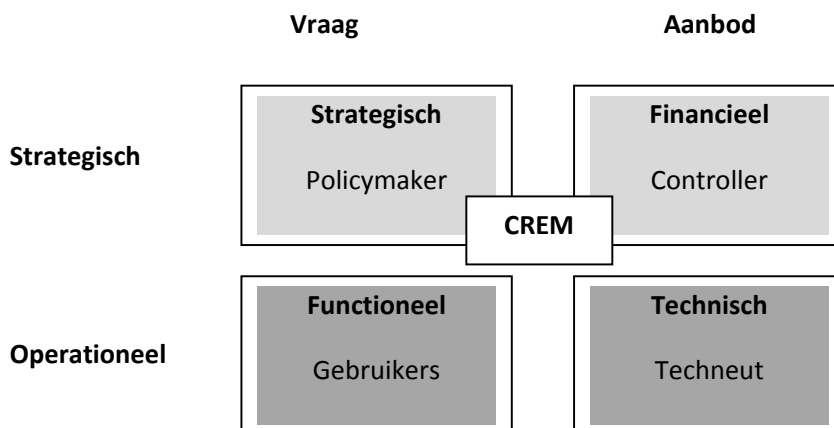 Vraag Aanbod
Strategisch Financieel
Strategisch
Policymaker Controller
CREM
Functioneel Technisch
Operationeel
Gebruikers Techneut